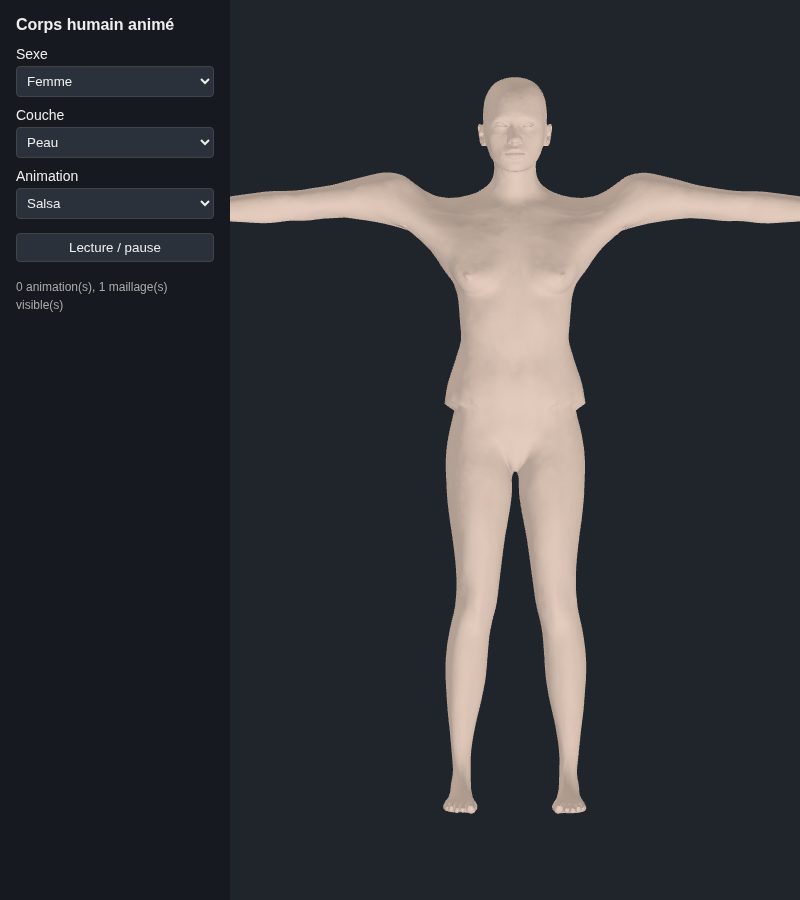 Corps humain animé
Sexe
Femme
Couche
Peau
Animation
Salsa
Lecture / pause
0 animation(s), 1 maillage(s)
visible(s)